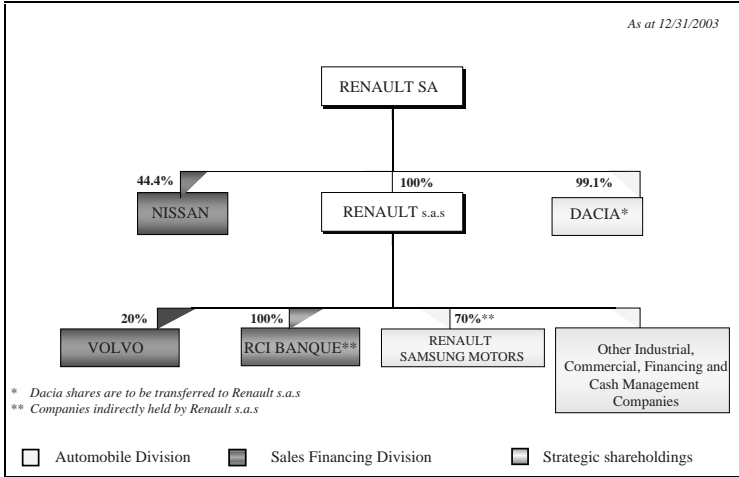 As at 12/31/2003
RENAULT SA
44.4%
100%
99.1%
NISSAN
RENAULT s.a.s
DACIA*
20%
100%
70%**
VOLVO
RCI BANQUE**
RENAULT
SAMSUNG MOTORS
Other Industrial,
Commercial, Financing and
Cash Management
Companies
* Dacia shares are to be transferred to Renault s.a.s
** Companies indirectly held by Renault s.a.s
Automobile Division
Sales Financing Division
Strategic shareholdings